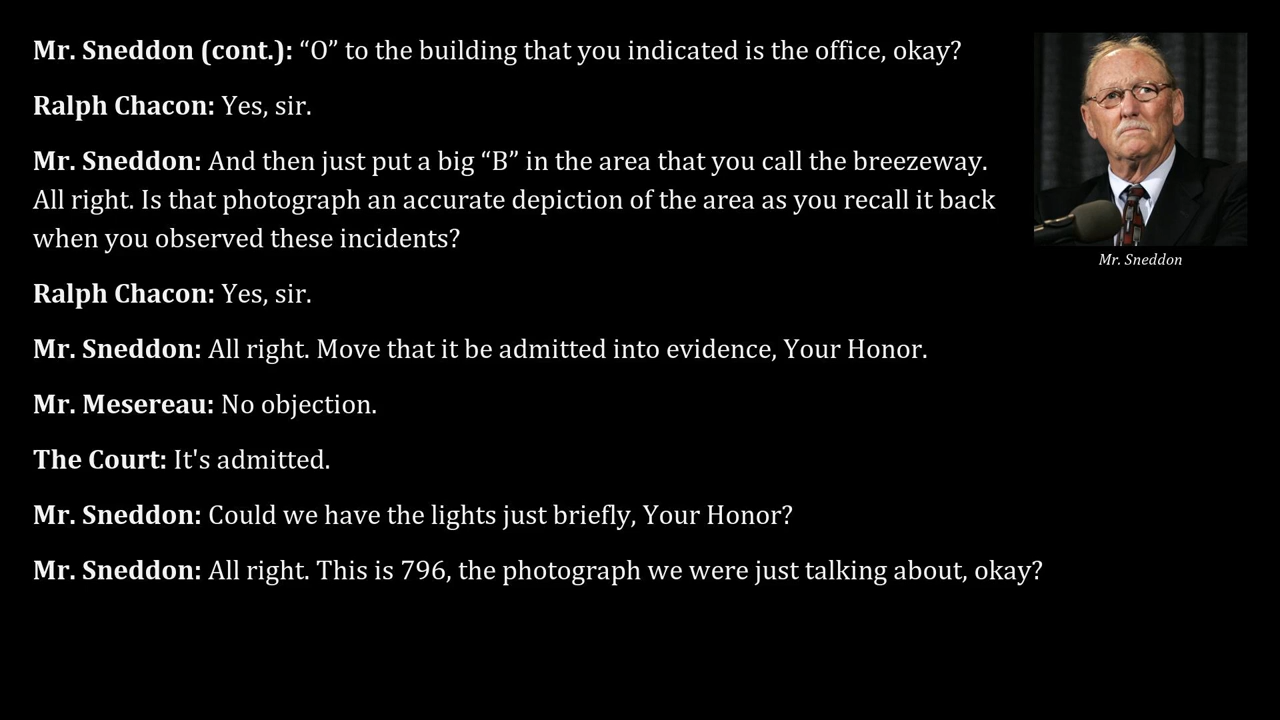 Mr. Sneddon (cont.): “O” to the building that you indicated is the office, okay?
Ralph Chacon: Yes, sir.
Mr. Sneddon: And then just put a big “B” in the area that you call the breezeway.
All right. Is that photograph an accurate depiction of the area as you recall it back
when you observed these incidents?
Mr. Sneddon
Ralph Chacon: Yes, sir.
Mr. Sneddon: All right. Move that it be admitted into evidence, Your Honor.
Mr. Mesereau: No objection.
The Court: It's admitted.
Mr. Sneddon: Could we have the lights just briefly, Your Honor?
Mr. Sneddon: All right. This is 796, the photograph we were just talking about, okay?